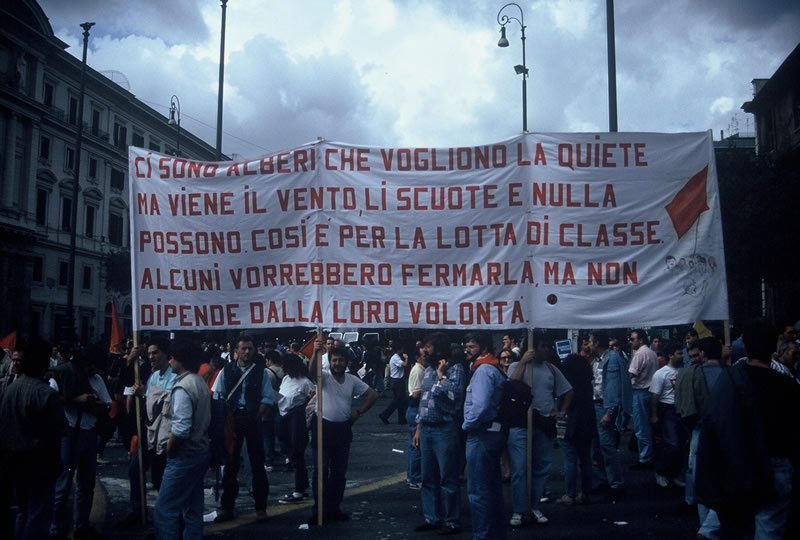 CI SONO ALBERI CHE VOGLIONO LA QUIETE
MA VIENE IL VENTO, LI SCUOTE E NULLA
POSSONO. COSÌ È PER LA LOTTA DI CLASSE.
ALCUNI VORREBBERO FERMARLA, MA NON
DIPENDE DALLA LORO VOLONTÀ.